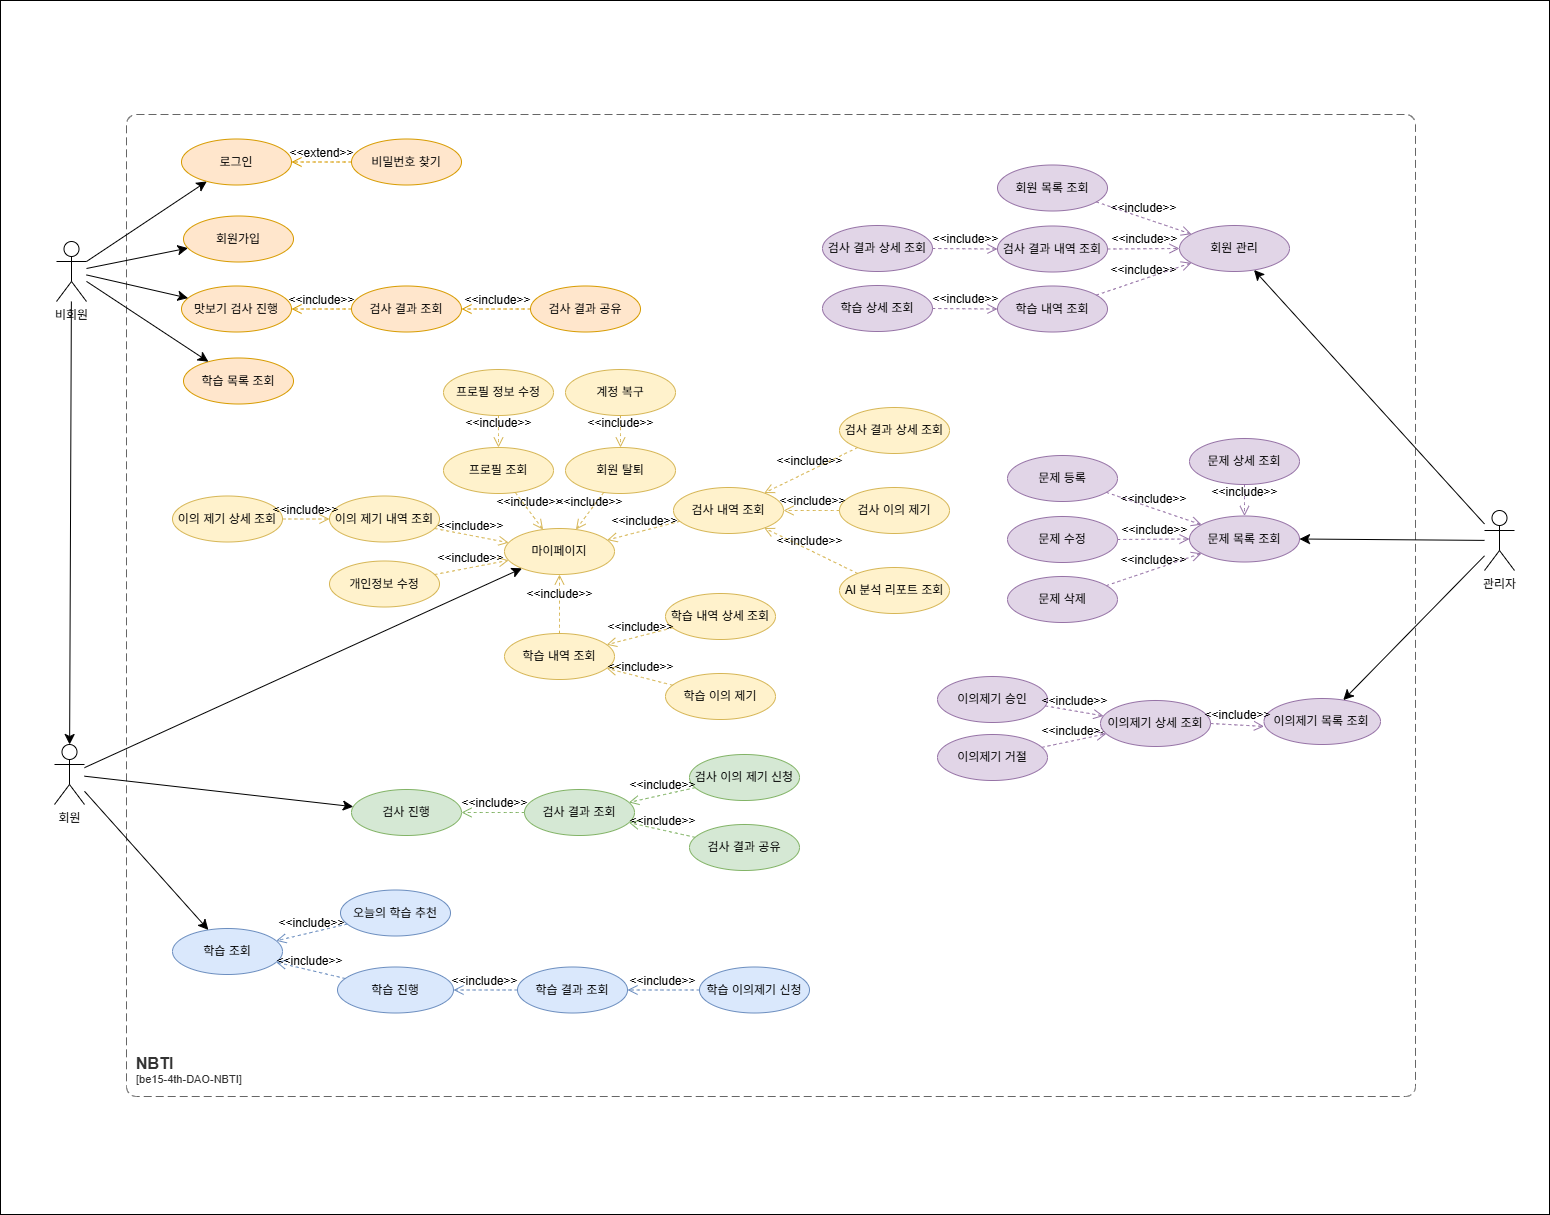 로그인
<<extend>>
비밀번호 찾기
회원가입
비회원
맛보기 검사 진행
<<include>>
검사 결과 조회
<<include>>
검사 결과 공유
학습 목록 조회
회원 목록 조회
<<include>>
검사 결과 상세 조회
<<include>>
검사 결과 내역 조회
<<include>>
회원 관리
<<include>>
학습 상세 조회
<<include>>
학습 내역 조회
프로필 정보 수정
계정 복구
<<include>>
<<include>>
프로필 조회
회원 탈퇴
<<include>>
<<include>>
이의 제기 상세 조회
<<include>>
이의 제기 내역 조회
<<include>>
마이페이지
<<include>>
개인정보 수정
<<include>>
검사 내역 조회
<<include>>
검사 결과 상세 조회
<<include>>
검사 이의 제기
<<include>>
AI 분석 리포트 조회
<<include>>
학습 내역 조회
<<include>>
학습 내역 상세 조회
<<include>>
학습 이의 제기
문제 등록
<<include>>
문제 상세 조회
<<include>>
문제 수정
<<include>>
문제 목록 조회
<<include>>
문제 삭제
관리자
이의제기 승인
<<include>>
이의제기 상세 조회
<<include>>
이의제기 목록 조회
<<include>>
이의제기 거절
회원
검사 진행
<<include>>
검사 결과 조회
<<include>>
검사 이의 제기 신청
<<include>>
검사 결과 공유
오늘의 학습 추천
<<include>>
학습 조회
<<include>>
학습 진행
<<include>>
학습 결과 조회
<<include>>
학습 이의제기 신청
NBTI
[be15-4th-DAO-NBTI]